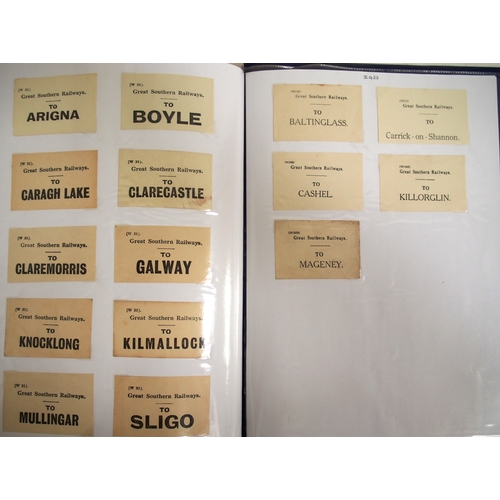 (W 31).
Great Southern Railways.
TO
ARIGNA
(W 31).
Great Southern Railways.
TO
BOYLE
(W 31).
Great Southern Railways.
TO
CARAGH LAKE
(W 31).
Great Southern Railways.
TO
CLARECASTLE
(W 31).
Great Southern Railways.
TO
CLAREMORRIS
(W 31).
Great Southern Railways.
TO
GALWAY
(W 31).
Great Southern Railways.
TO
KNOCKLONG
(W 31).
Great Southern Railways.
TO
KILMALLOCK
(W 31).
Great Southern Railways.
TO
MULLINGAR
(W 31).
Great Southern Railways.
TO
SLIGO
Great Southern Railways.
TO
BALTINGLASS.
Great Southern Railways.
TO
Carrick-on-Shannon.
Great Southern Railways.
TO
CASHEL.
Great Southern Railways.
TO
KILLORGLIN.
Great Southern Railways.
TO
MAGENEY.